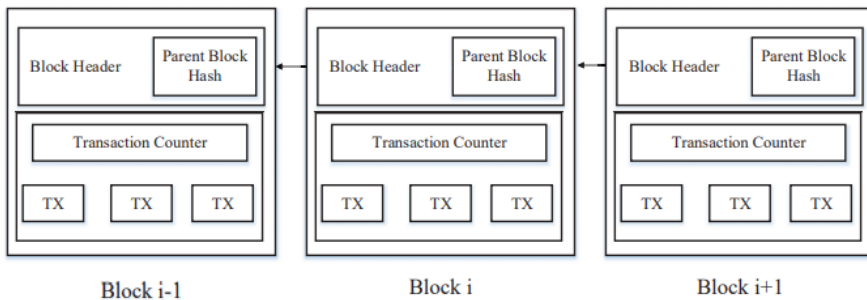 Block Header
Parent Block
Hash
Transaction Counter
TX TX TX
Block i-1
Block Header
Parent Block
Hash
Transaction Counter
TX TX TX
Block i
Block Header
Parent Block
Hash
Transaction Counter
TX TX TX
Block i+1